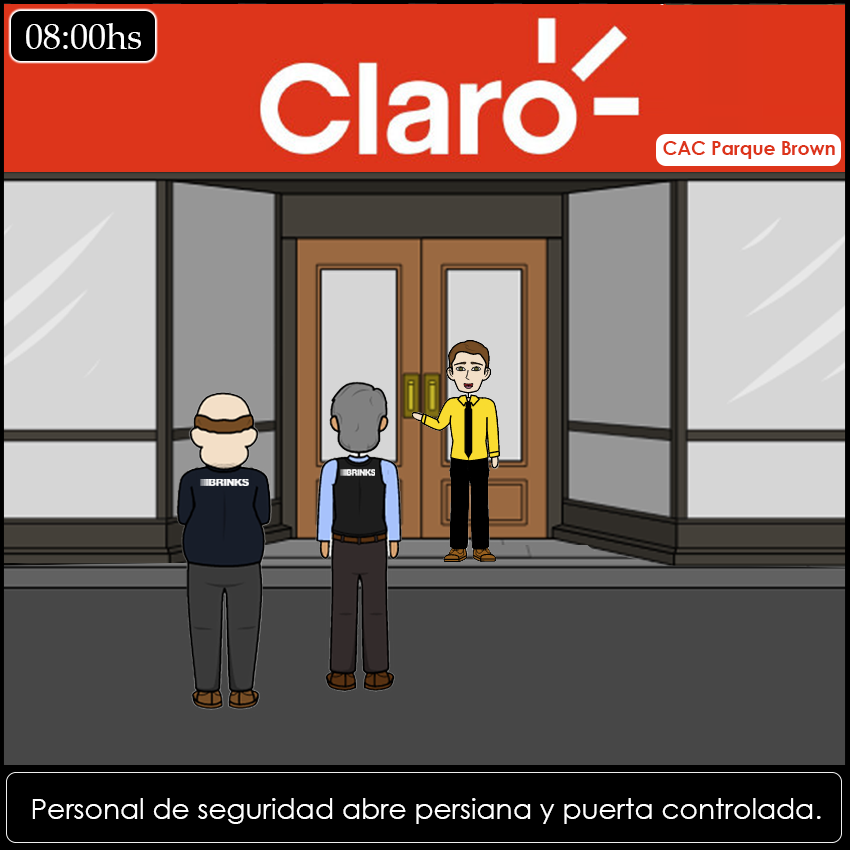 08:00hs
Claro
CAC Parque Brown
BRINKS
BRINKS
Personal de seguridad abre persiana y puerta controlada.